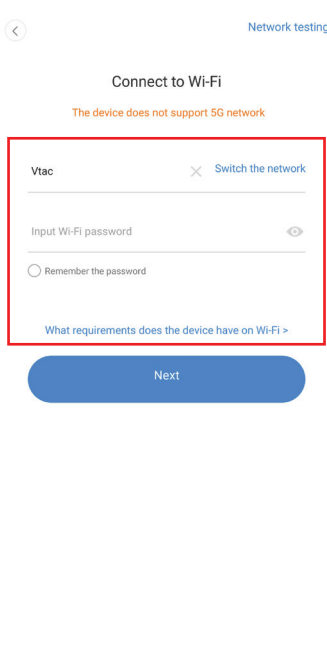 Network testing
Connect to Wi-Fi
The device does not support 5G network
Vtac
Switch the network
Input Wi-Fi password
Remember the password
What requirements does the device have on Wi-Fi >
Next